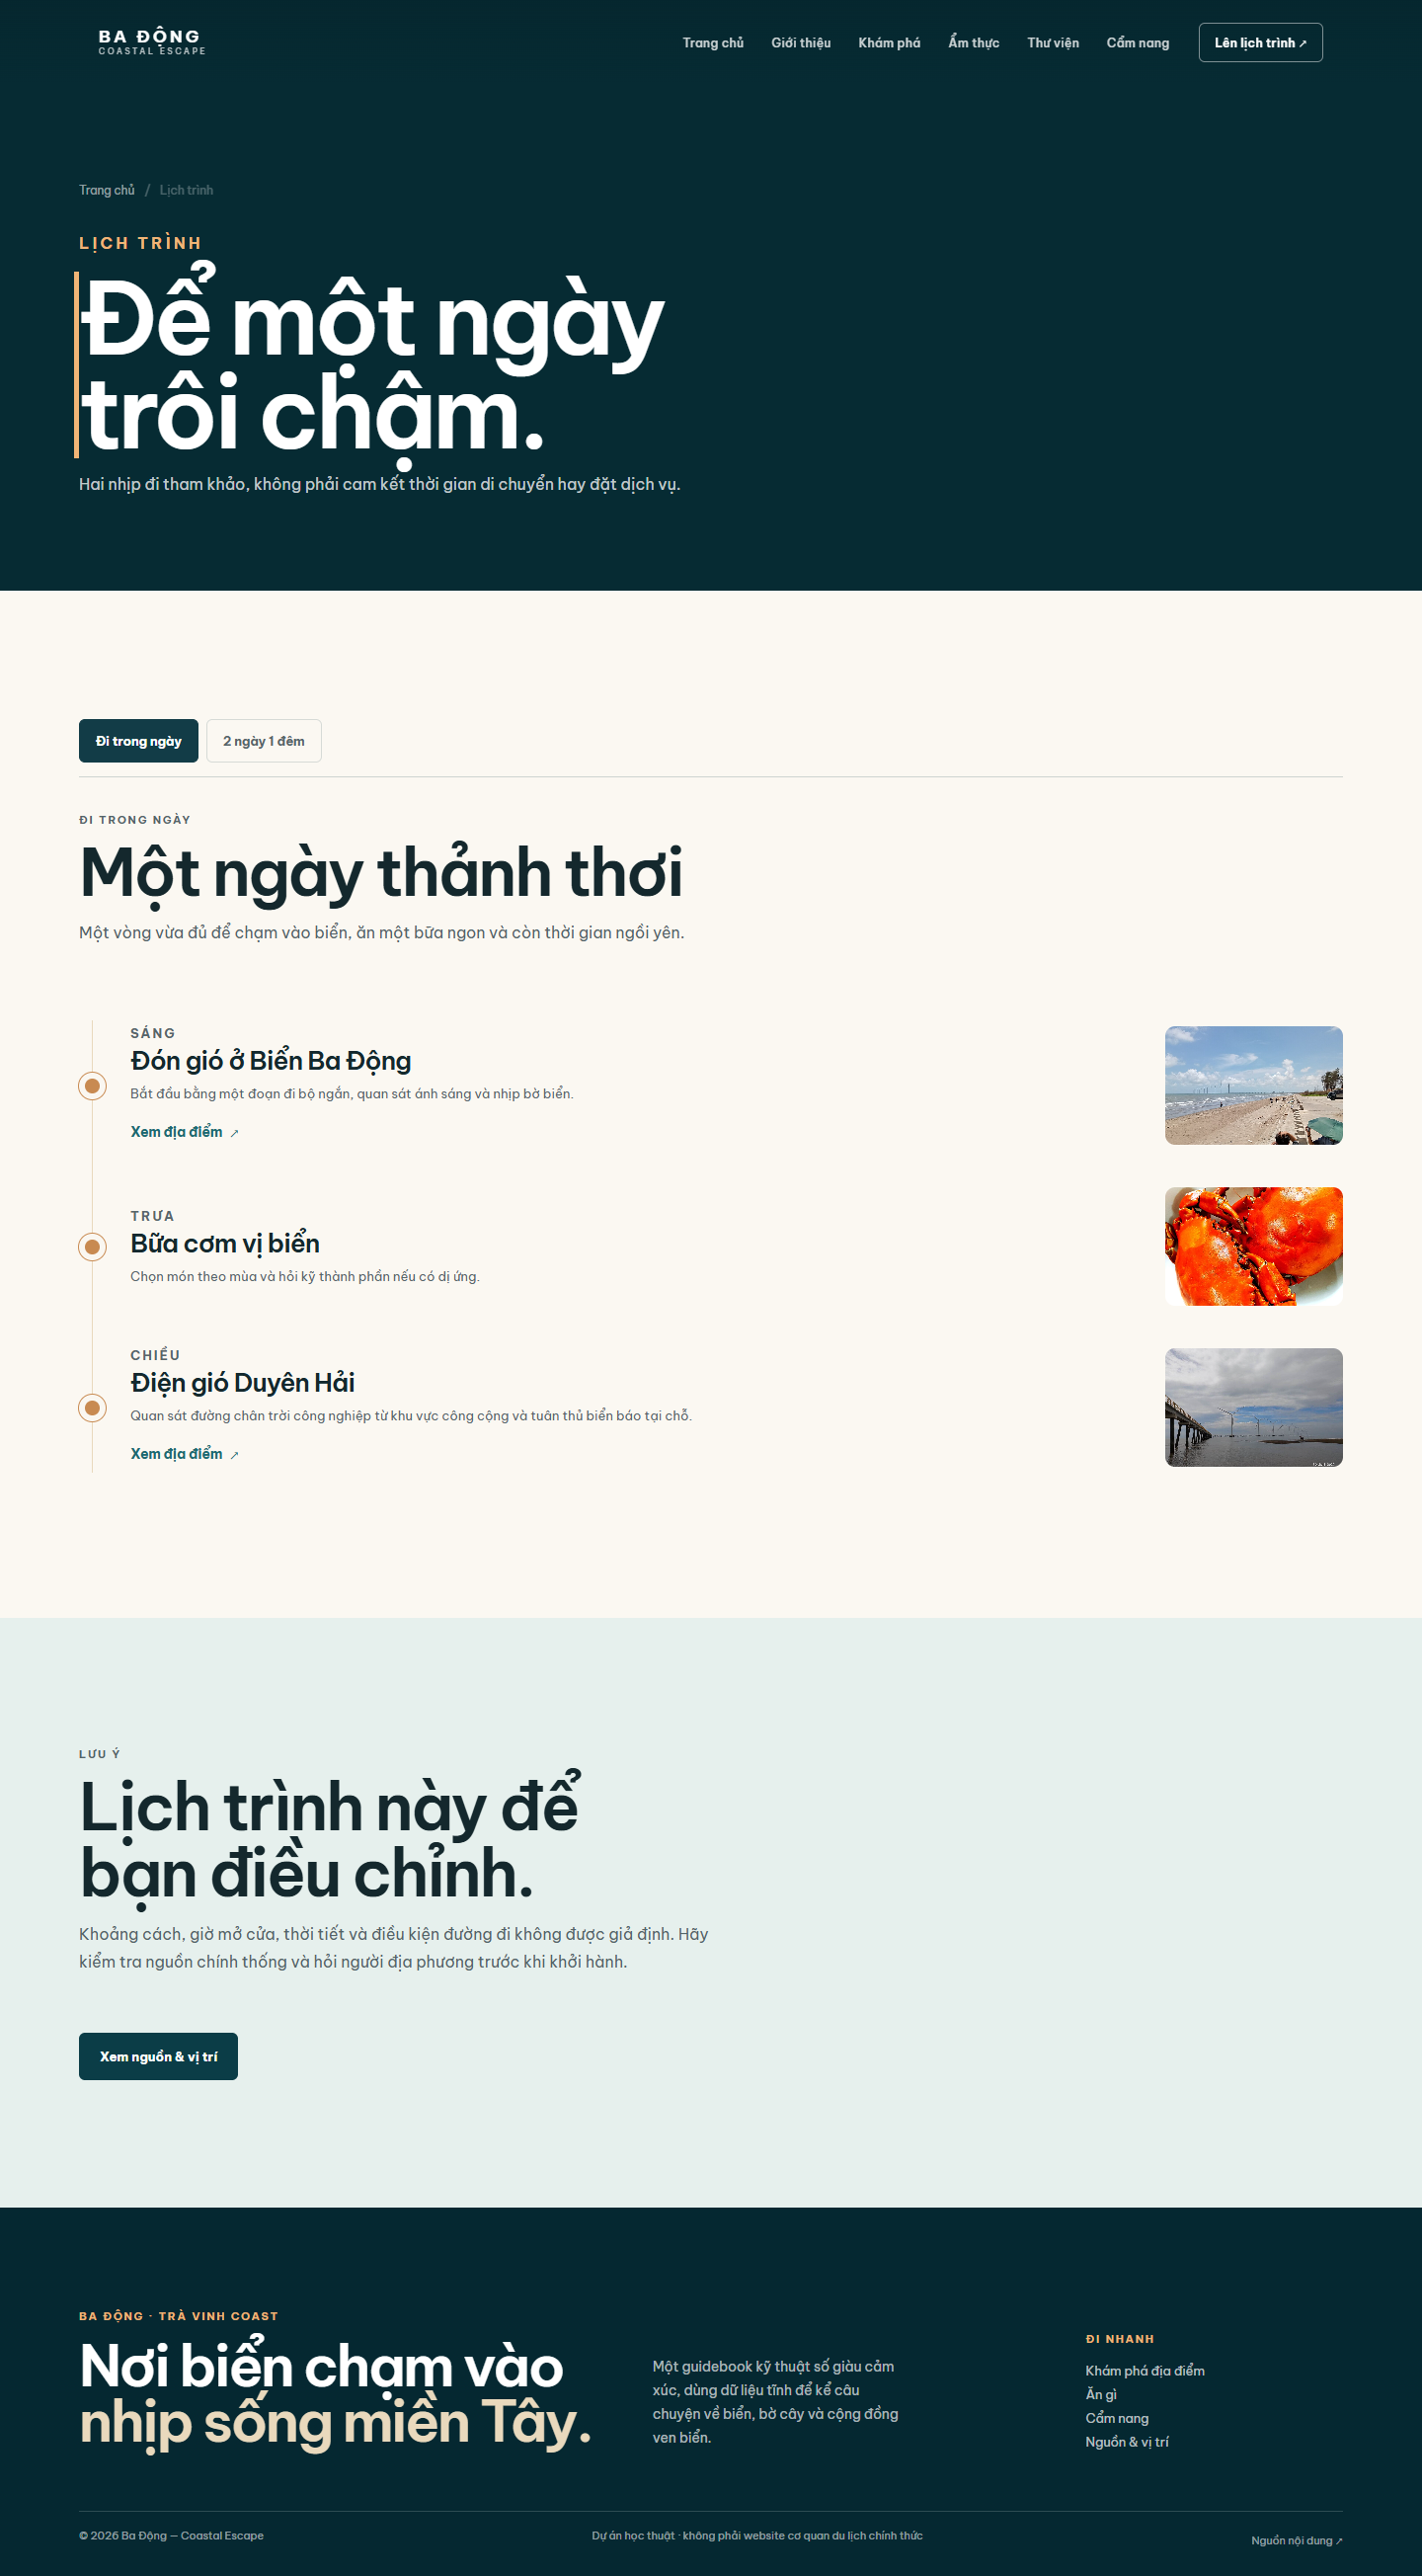 BA ĐỘNG
COASTAL ESCAPE
Trang chủ
Giới thiệu
Khám phá
Ẩm thực
Thư viện
Cẩm nang
Lên lịch trình ↗
Trang chủ / Lịch trình
LỊCH TRÌNH
Để một ngày
trôi chậm.
Hai nhịp đi tham khảo, không phải cam kết thời gian di chuyển hay đặt dịch vụ.
Đi trong ngày
2 ngày 1 đêm
ĐI TRONG NGÀY
Một ngày thảnh thơi
Một vòng vừa đủ để chạm vào biển, ăn một bữa ngon và còn thời gian ngồi yên.
SÁNG
Đón gió ở Biển Ba Động
Bắt đầu bằng một đoạn đi bộ ngắn, quan sát ánh sáng và nhịp bờ biển.
Xem địa điểm ↗
TRƯA
Bữa cơm vị biển
Chọn món theo mùa và hỏi kỹ thành phần nếu có dị ứng.
CHIỀU
Điện gió Duyên Hải
Quan sát đường chân trời công nghiệp từ khu vực công cộng và tuân thủ biển báo tại chỗ.
Xem địa điểm ↗
LƯU Ý
Lịch trình này để
bạn điều chỉnh.
Khoảng cách, giờ mở cửa, thời tiết và điều kiện đường đi không được giả định. Hãy
kiểm tra nguồn chính thống và hỏi người địa phương trước khi khởi hành.
Xem nguồn & vị trí
BA ĐỘNG · TRÀ VINH COAST
Nơi biển chạm vào
nhịp sống miền Tây.
Một guidebook kỹ thuật số giàu cảm
xúc, dùng dữ liệu tĩnh để kể câu
chuyện về biển, bờ cây và cộng đồng
ven biển.
ĐI NHANH
Khám phá địa điểm
Ăn gì
Cẩm nang
Nguồn & vị trí
© 2026 Ba Động — Coastal Escape
Dự án học thuật · không phải website cơ quan du lịch chính thức
Nguồn nội dung ↗